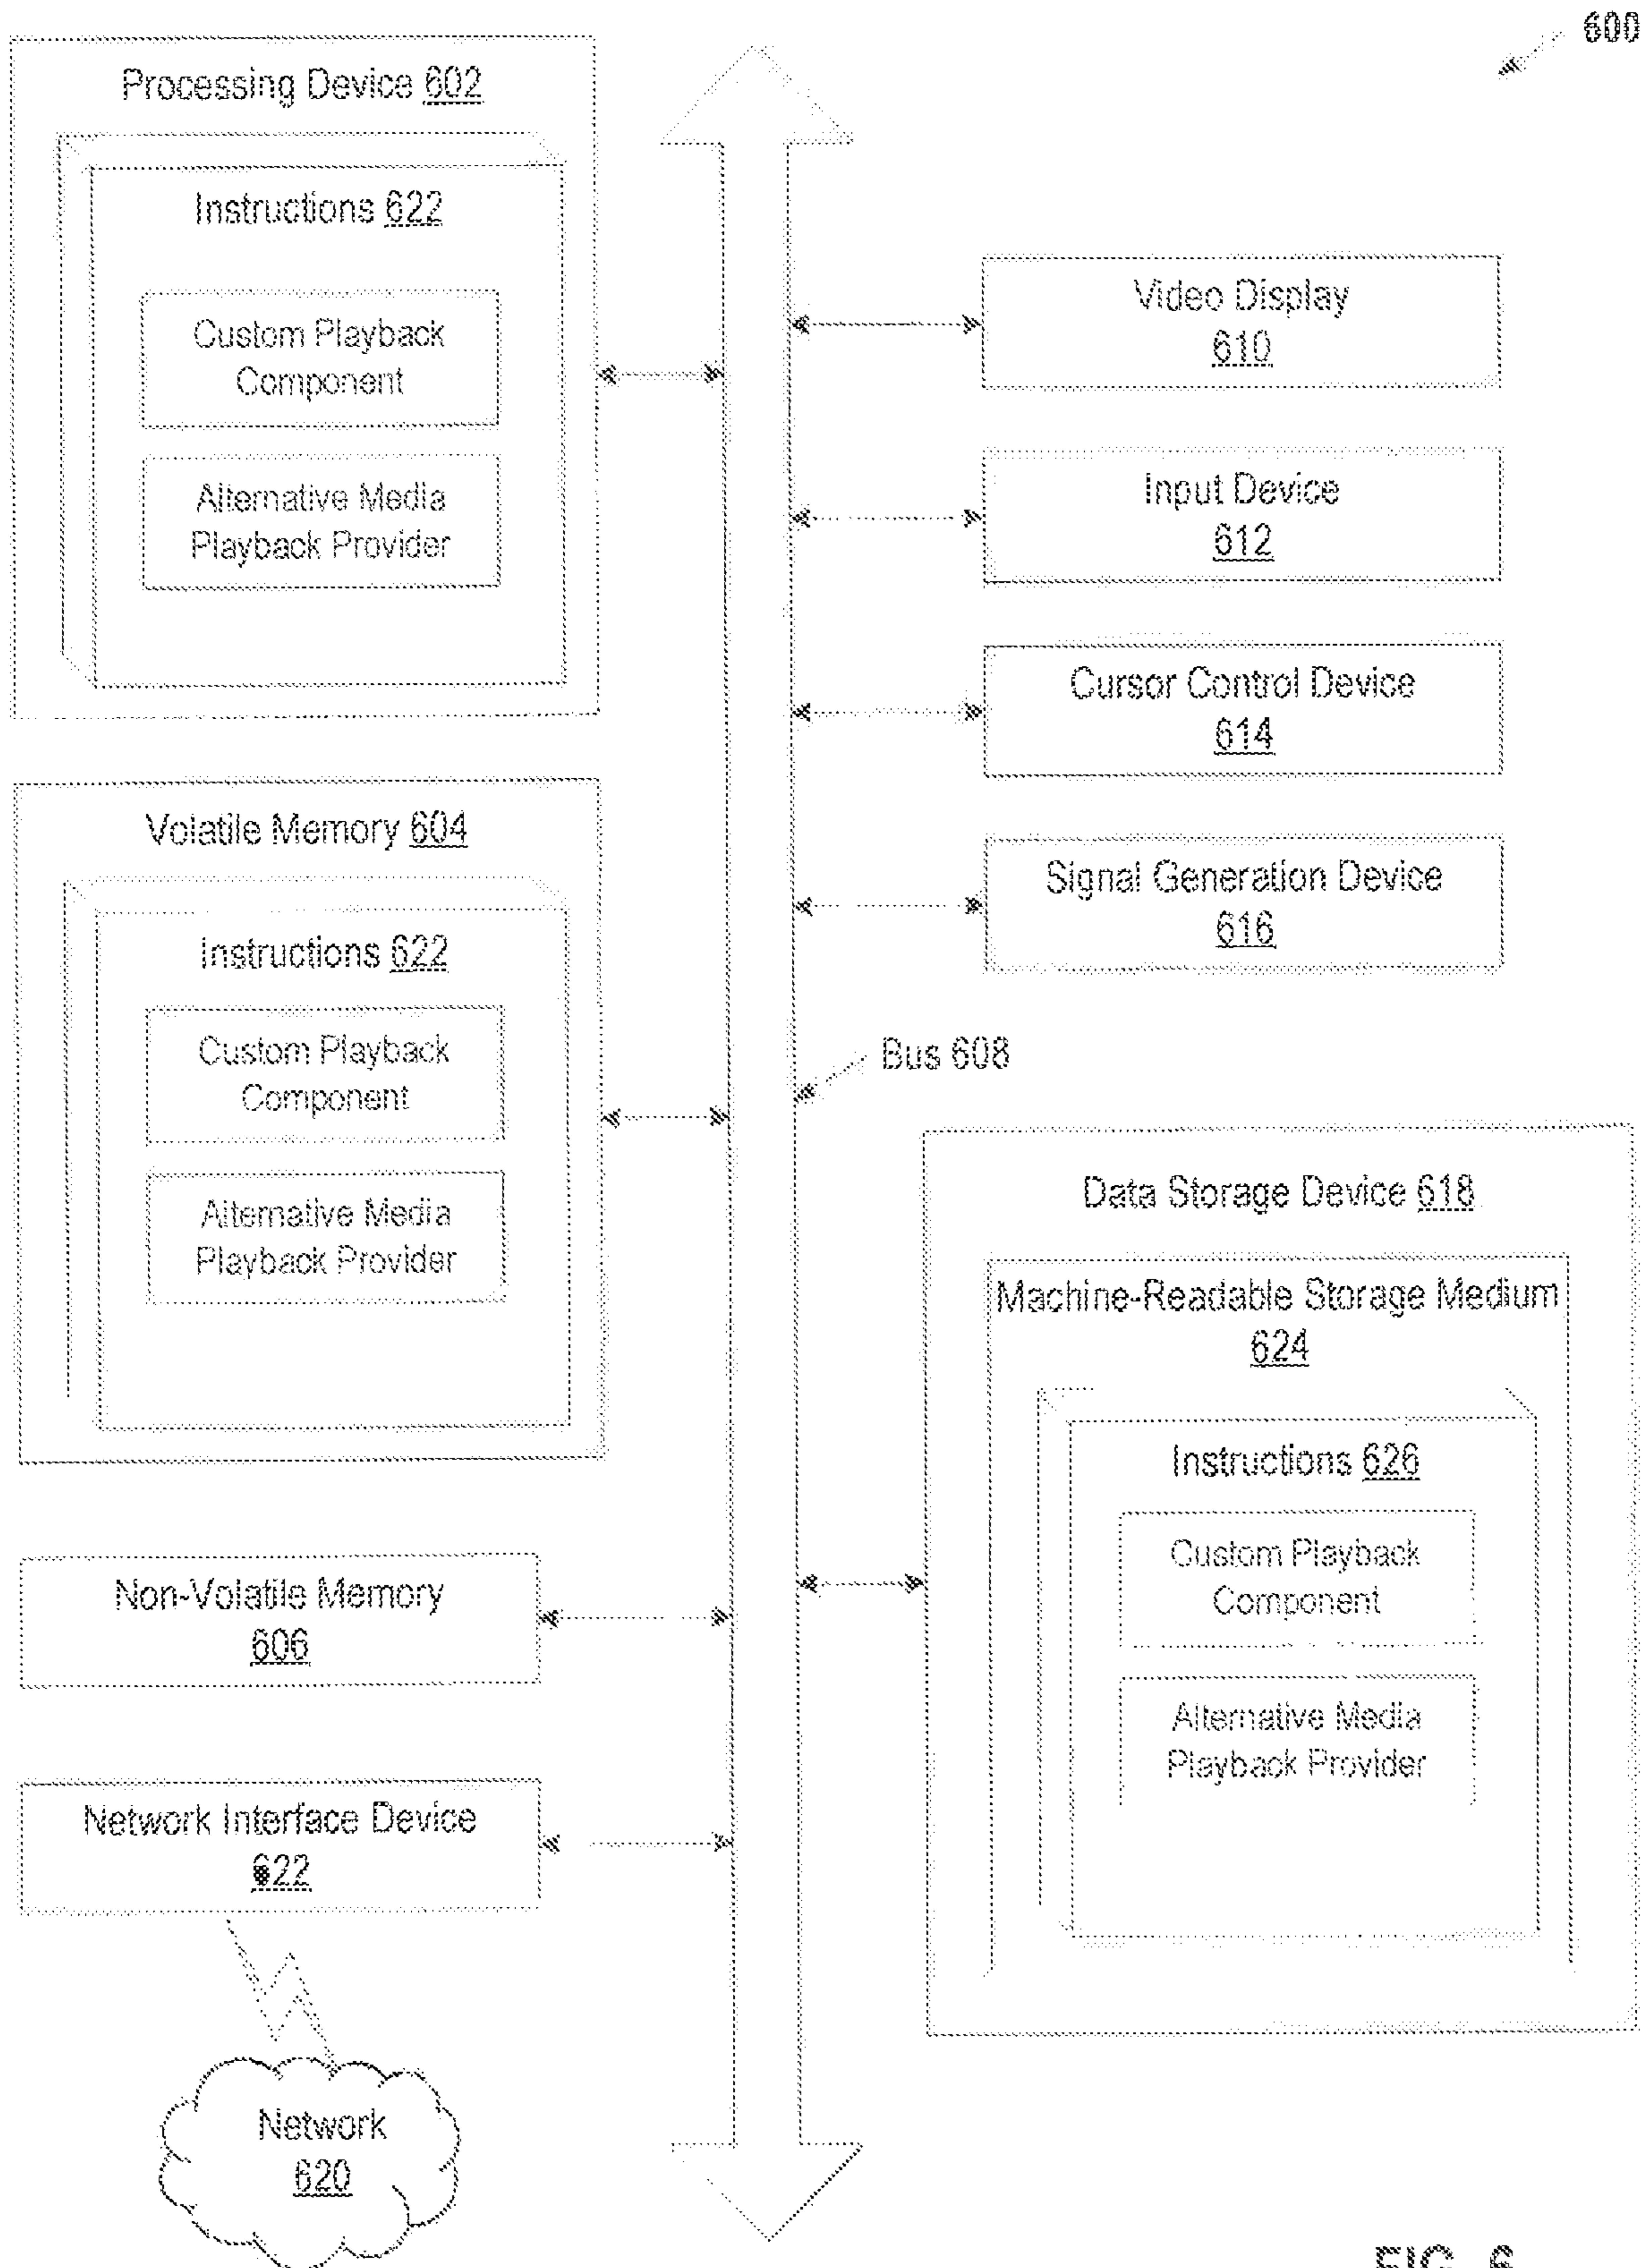 600
Processing Device 602
Instructions 622
Custom Playback
Component
Alternative Media
Playback Provider
Volatile Memory 604
Instructions 622
Custom Playback
Component
Alternative Media
Playback Provider
Non-Volatile Memory
606
Network Interface Device
622
Network
620
Video Display
610
Input Device
612
Cursor Control Device
614
Signal Generation Device
616
Bus 608
Data Storage Device 618
Machine-Readable Storage Medium
624
Instructions 626
Custom Playback
Component
Alternative Media
Playback Provider
FIG. 6